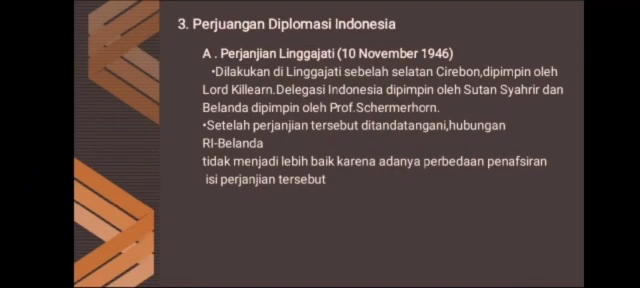 3. Perjuangan Diplomasi Indonesia
A . Perjanjian Linggajati (10 November 1946)
•Dilakukan di Linggajati sebelah selatan Cirebon,dipimpin oleh
Lord Killearn.Delegasi Indonesia dipimpin oleh Sutan Syahrir dan
Belanda dipimpin oleh Prof.Schermerhorn.
•Setelah perjanjian tersebut ditandatangani,hubungan
RI-Belanda
tidak menjadi lebih baik karena adanya perbedaan penafsiran
isi perjanjian tersebut